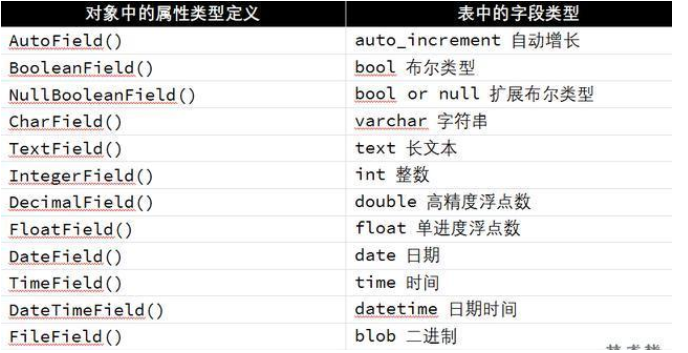 对象中的属性类型定义 表中的字段类型
AutoField() auto_increment 自动增长
BooleanField() bool 布尔类型
NullBooleanField() bool or null 扩展布尔类型
CharField() varchar 字符串
TextField() text 长文本
IntegerField() int 整数
DecimalField() double 高精度浮点数
FloatField() float 单进度浮点数
DateField() date 日期
TimeField() time 时间
DateTimeField() datetime 日期时间
FileField() blob 二进制